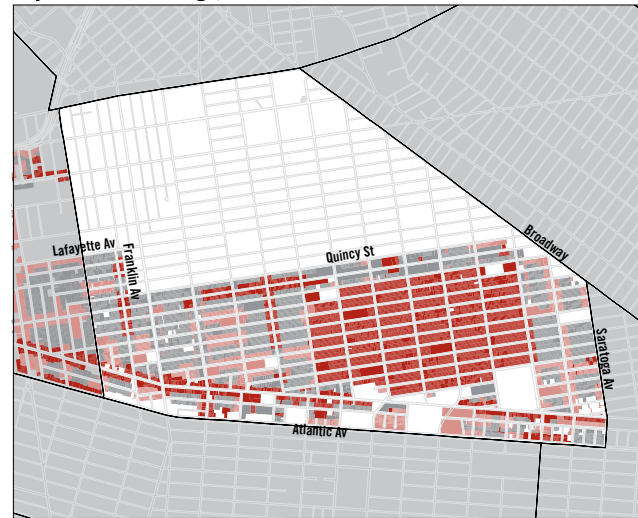 Lafayette Av
Franklin Av
Quincy St
Broadway
Saratoga Av
Atlantic Av